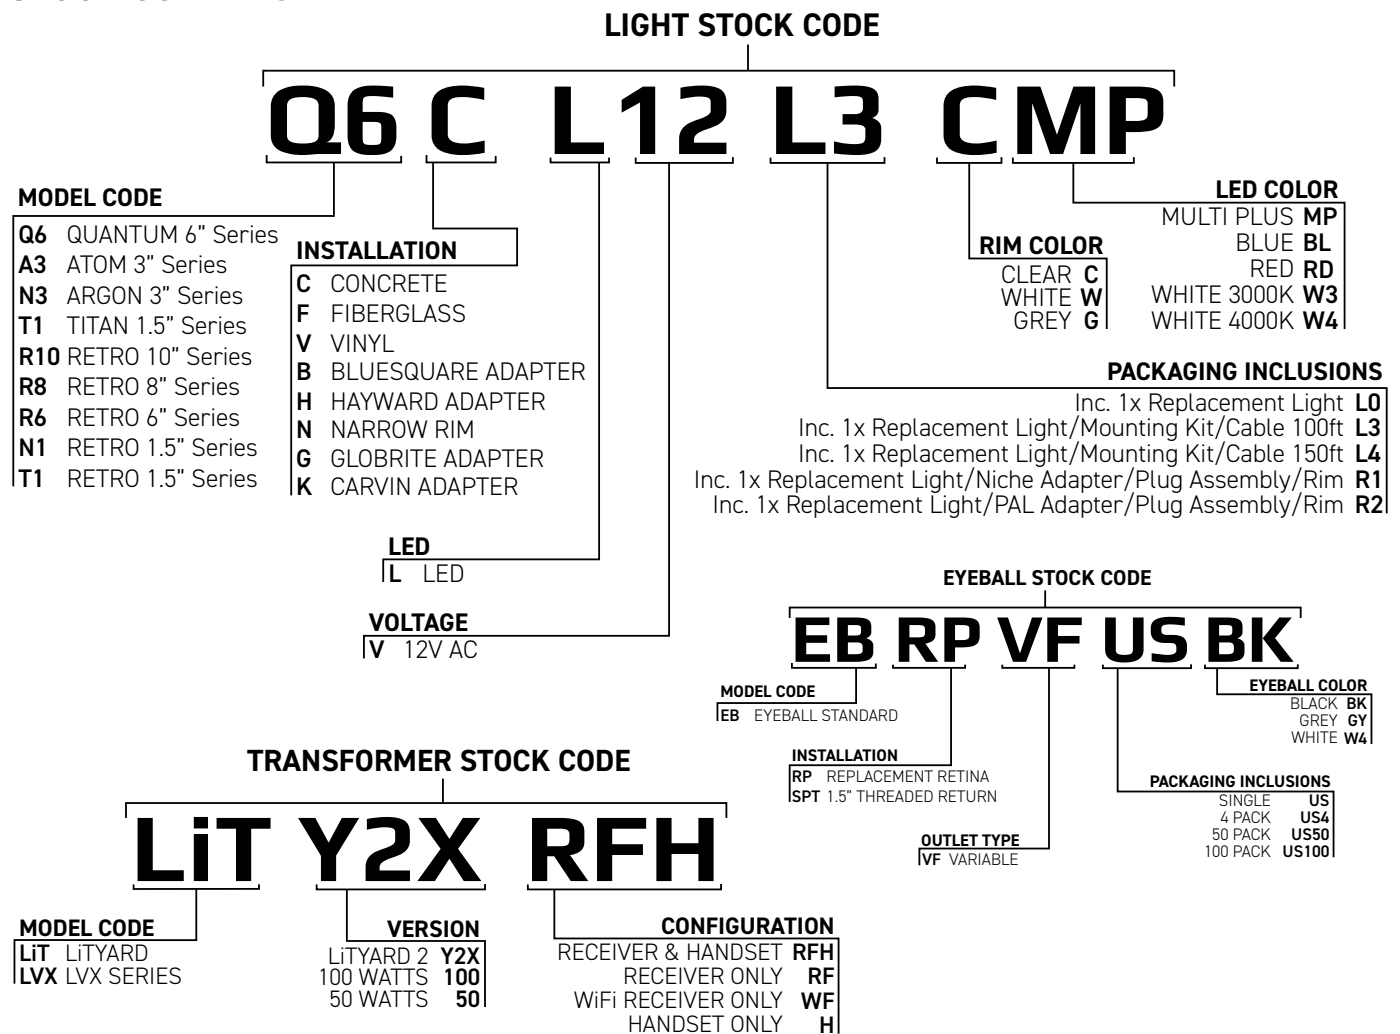 LIGHT STOCK CODE
Q6 C L12 L3 CMP
MODEL CODE
Q6 QUANTUM 6” Series
A3 ATOM 3” Series
N3 ARGON 3” Series
T1 TITAN 1.5” Series
R10 RETRO 10” Series
R8 RETRO 8” Series
R6 RETRO 6” Series
N1 RETRO 1.5” Series
T1 RETRO 1.5” Series
INSTALLATION
C CONCRETE
F FIBERGLASS
V VINYL
B BLUESQUARE ADAPTER
H HAYWARD ADAPTER
N NARROW RIM
G GLOBRITE ADAPTER
K CARVIN ADAPTER
LED
L LED
VOLTAGE
V 12V AC
RIM COLOR
CLEAR C
WHITE W
GREY G
LED COLOR
MULTI PLUS MP
BLUE BL
RED RD
WHITE 3000K W3
WHITE 4000K W4
PACKAGING INCLUSIONS
Inc. 1x Replacement Light L0
Inc. 1x Replacement Light/Mounting Kit/Cable 100ft L3
Inc. 1x Replacement Light/Mounting Kit/Cable 150ft L4
Inc. 1x Replacement Light/Niche Adapter/Plug Assembly/Rim R1
Inc. 1x Replacement Light/PAL Adapter/Plug Assembly/Rim R2
EYEBALL STOCK CODE
EB RP VF US BK
MODEL CODE
EB EYEBALL STANDARD
INSTALLATION
RP REPLACEMENT RETINA
SPT 1.5” THREADED RETURN
OUTLET TYPE
VF VARIABLE
PACKAGING INCLUSIONS
SINGLE US
4 PACK US4
50 PACK US50
100 PACK US100
EYEBALL COLOR
BLACK BK
GREY GY
WHITE W4
TRANSFORMER STOCK CODE
LiT Y2X RFH
MODEL CODE
LiT LiTYARD
LVX LVX SERIES
VERSION
LiTYARD 2 Y2X
100 WATTS 100
50 WATTS 50
CONFIGURATION
RECEIVER & HANDSET RFH
RECEIVER ONLY RF
WiFi RECEIVER ONLY WF
HANDSET ONLY H